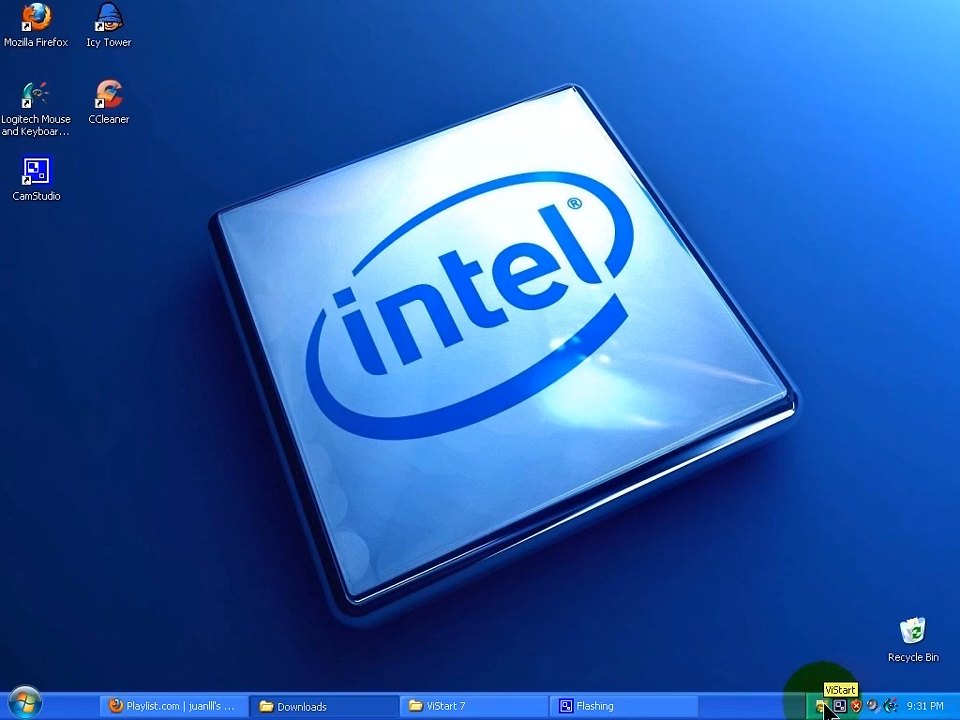 Mozilla Firefox
Icy Tower
Logitech Mouse
and Keyboar...
CCleaner
CamStudio
intel®
Recycle Bin
ViStart
Playlist.com | juanlll's ...
Downloads
ViStart 7
Flashing
9:31 PM